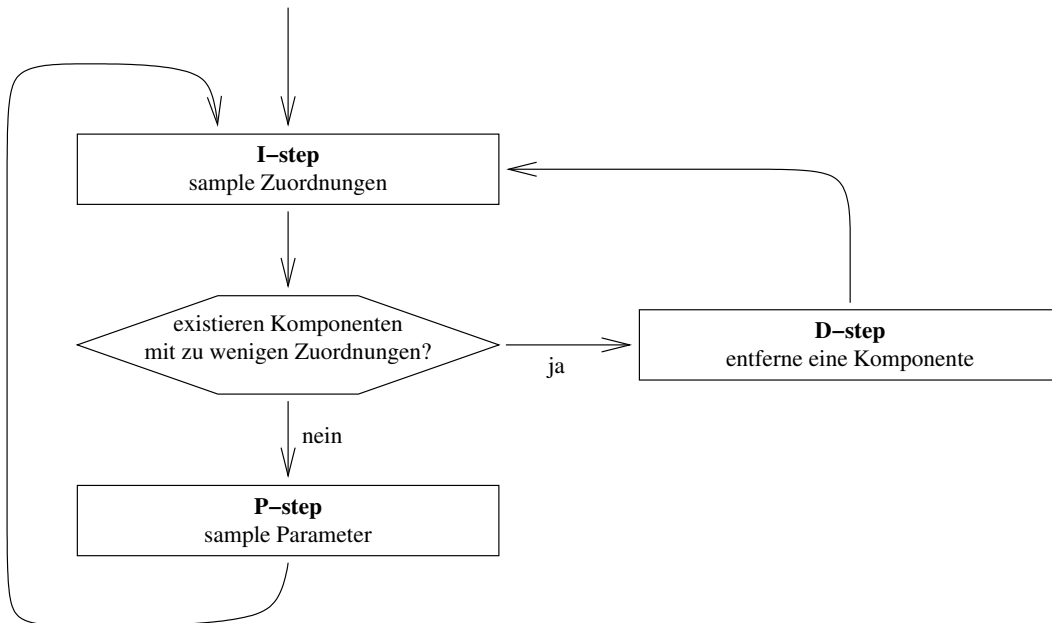 I–step
sample Zuordnungen
existieren Komponenten
mit zu wenigen Zuordnungen?
ja
D–step
entferne eine Komponente
nein
P–step
sample Parameter